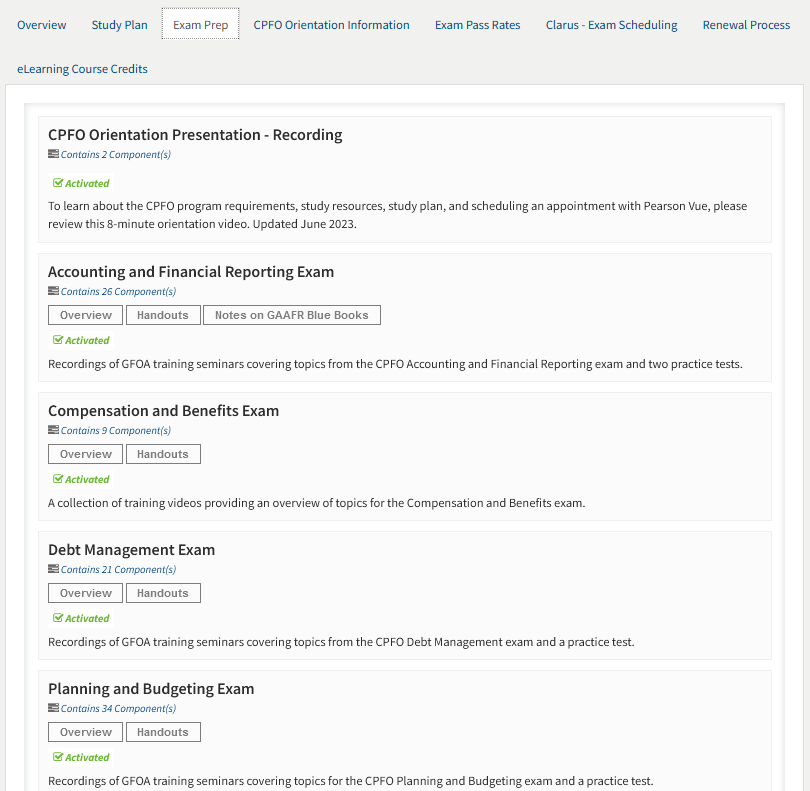 Overview Study Plan Exam Prep CPFO Orientation Information Exam Pass Rates Clarus - Exam Scheduling Renewal Process
eLearning Course Credits
CPFO Orientation Presentation - Recording
Contains 2 Component(s)
Activated
To learn about the CPFO program requirements, study resources, study plan, and scheduling an appointment with Pearson Vue, please
review this 8-minute orientation video. Updated June 2023.
Accounting and Financial Reporting Exam
Contains 26 Component(s)
Overview Handouts Notes on GAAFR Blue Books
Activated
Recordings of GFOA training seminars covering topics from the CPFO Accounting and Financial Reporting exam and two practice tests.
Compensation and Benefits Exam
Contains 9 Component(s)
Overview Handouts
Activated
A collection of training videos providing an overview of topics for the Compensation and Benefits exam.
Debt Management Exam
Contains 21 Component(s)
Overview Handouts
Activated
Recordings of GFOA training seminars covering topics from the CPFO Debt Management exam and a practice test.
Planning and Budgeting Exam
Contains 34 Component(s)
Overview Handouts
Activated
Recordings of GFOA training seminars covering topics for the CPFO Planning and Budgeting exam and a practice test.